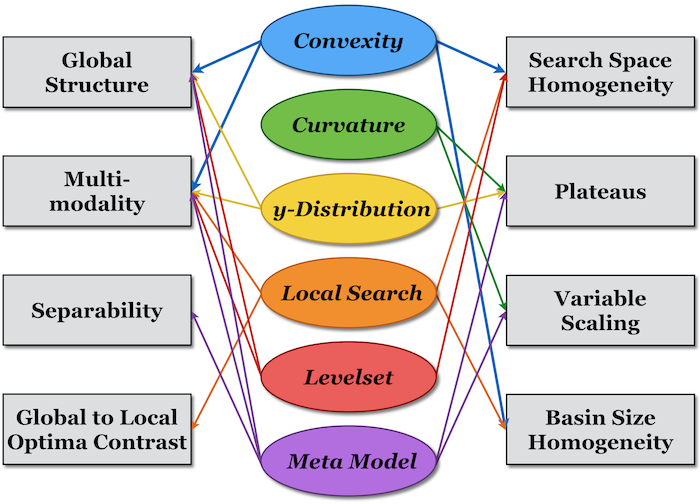 Global
Structure
Multi-
modality
Separability
Global to Local
Optima Contrast
Convexity
Curvature
y-Distribution
Local Search
Levelset
Meta Model
Search Space
Homogeneity
Plateaus
Variable
Scaling
Basin Size
Homogeneity